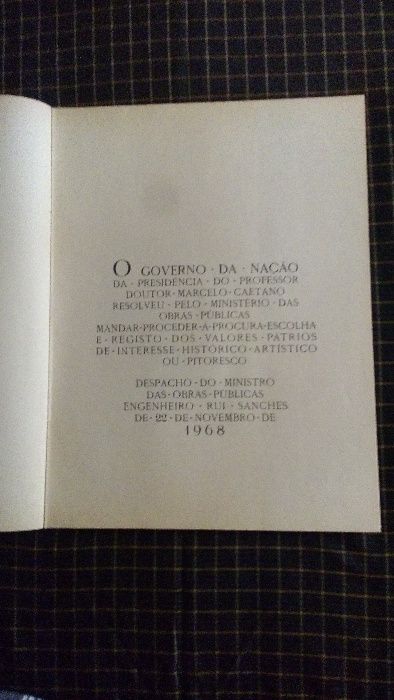 O GOVERNO · DA · NAÇÃO
DA · PRESIDÊNCIA · DO · PROFESSOR
DOUTOR · MARCELO · CAETANO
RESOLVEU · PELO · MINISTÉRIO · DAS
OBRAS · PÚBLICAS
MANDAR · PROCEDER · À · PROCURA · ESCOLHA
E · REGISTO · DOS · VALORES · PÁTRIOS
DE · INTERESSE · HISTÓRICO · ARTÍSTICO
OU · PITORESCO
DESPACHO · DO · MINISTRO
DAS · OBRAS · PÚBLICAS
ENGENHEIRO · RUI · SANCHES
DE · 22 · DE · NOVEMBRO · DE
1968